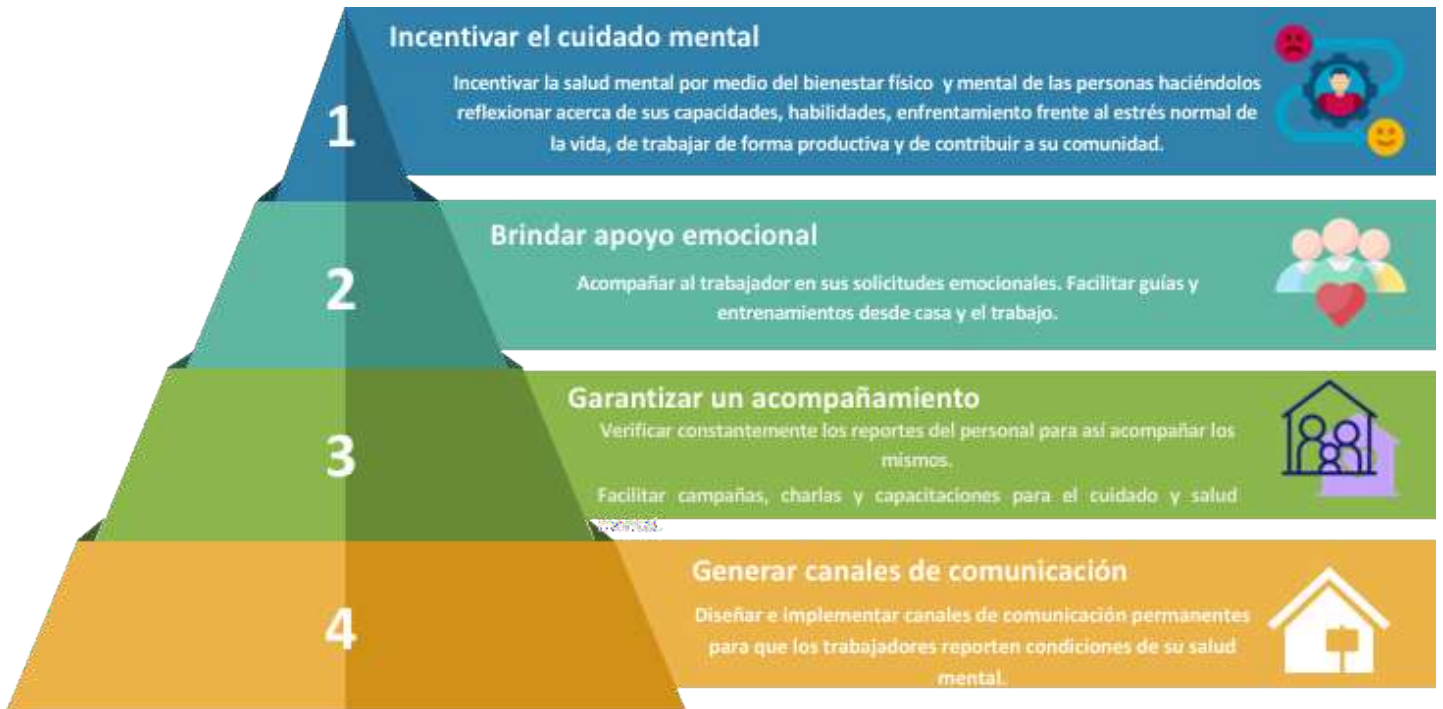 1
Incentivar el cuidado mental
Incentivar la salud mental por medio del bienestar físico y mental de las personas haciéndolos
reflexionar acerca de sus capacidades, habilidades, enfrentamiento frente al estrés normal de
la vida, de trabajar de forma productiva y de contribuir a su comunidad.
2
Brindar apoyo emocional
Acompañar al trabajador en sus solicitudes emocionales. Facilitar guías y
entrenamientos desde casa y el trabajo.
3
Garantizar un acompañamiento
Verificar constantemente los reportes del personal para así acompañar los
mismos.
Facilitar campañas, charlas y capacitaciones para el cuidado y salud
4
Generar canales de comunicación
Diseñar e implementar canales de comunicación permanentes
para que los trabajadores reporten condiciones de su salud
mental.